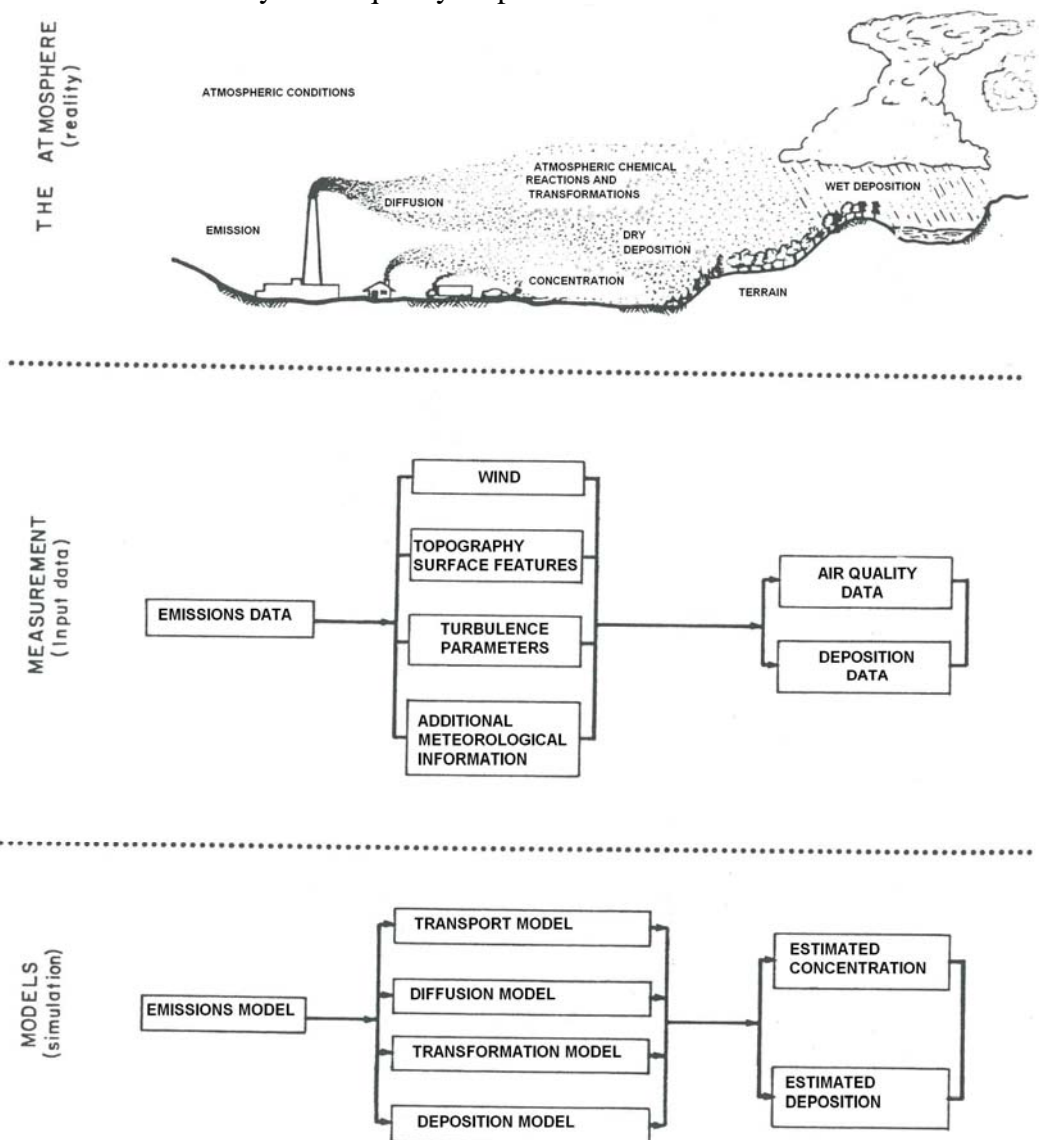 THE ATMOSPHERE
(reality)
ATMOSPHERIC CONDITIONS
EMISSION
DIFFUSION
ATMOSPHERIC CHEMICAL
REACTIONS AND
TRANSFORMATIONS
DRY
DEPOSITION
CONCENTRATION
WET DEPOSITION
TERRAIN
MEASUREMENT
(Input data)
EMISSIONS DATA
WIND
TOPOGRAPHY
SURFACE FEATURES
TURBULENCE
PARAMETERS
ADDITIONAL
METEOROLOGICAL
INFORMATION
AIR QUALITY
DATA
DEPOSITION
DATA
MODELS
(simulation)
EMISSIONS MODEL
TRANSPORT MODEL
DIFFUSION MODEL
TRANSFORMATION MODEL
DEPOSITION MODEL
ESTIMATED
CONCENTRATION
ESTIMATED
DEPOSITION